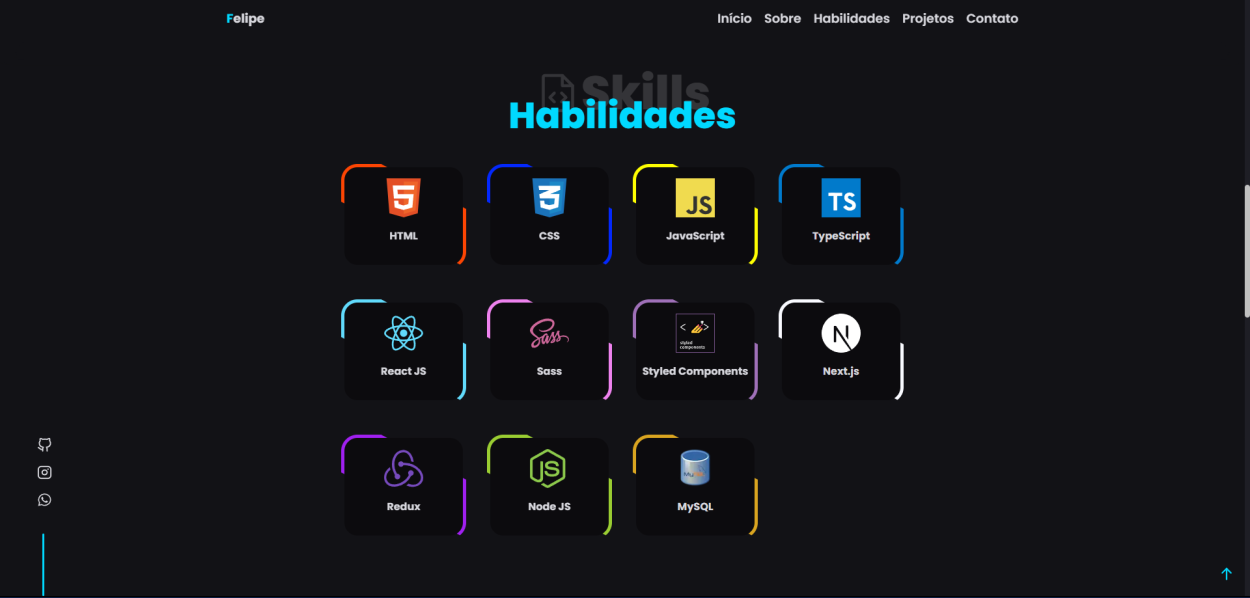 Felipe
Início Sobre Habilidades Projetos Contato
Skills
Habilidades
5
3
JS
TS
HTML
CSS
JavaScript
TypeScript
Sass
< >
styled
components
N
React JS
Sass
Styled Components
Next.js
JS
MySQL
Redux
Node JS
MySQL